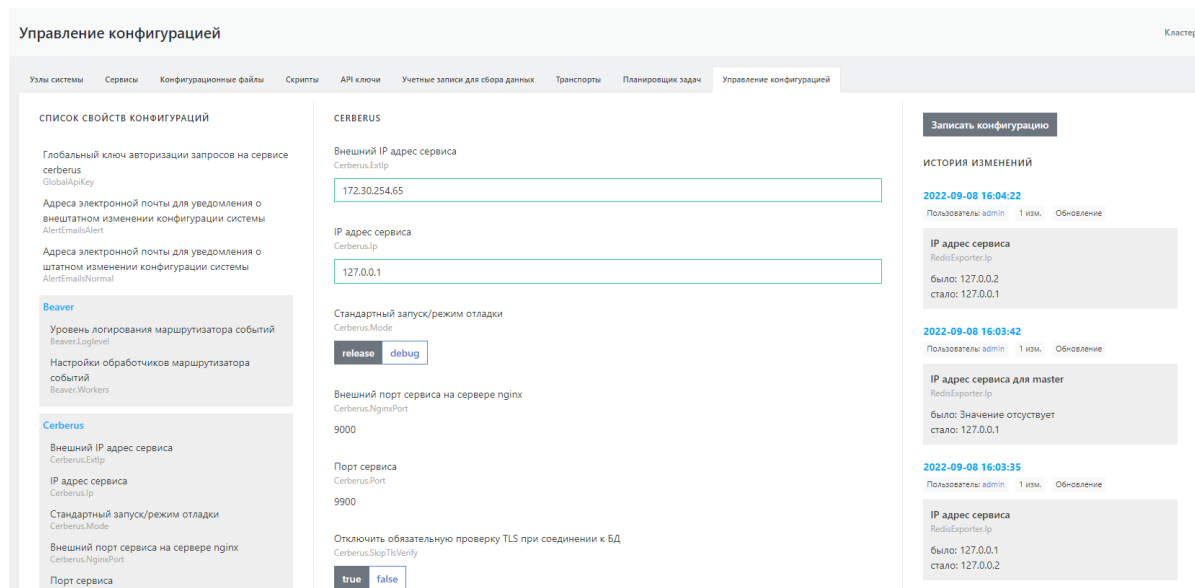 Управление конфигурацией
Кластер
Узлы системы Сервисы Конфигурационные файлы Скрипты API ключи Учетные записи для сбора данных Транспорты Планировщик задач Управление конфигурацией
СПИСОК СВОЙСТВ КОНФИГУРАЦИЙ
Глобальный ключ авторизации запросов на сервисе
cerberus
GlobalApiKey
Адреса электронной почты для уведомления о
внештатном изменении конфигурации системы
AlertEmailsAlert
Адреса электронной почты для уведомления о
штатном изменении конфигурации системы
AlertEmailsNormal
Beaver
Уровень логирования маршрутизатора событий
Beaver.Loglevel
Настройки обработчиков маршрутизатора
событий
Beaver.Workers
Cerberus
Внешний IP адрес сервиса
Cerberus.ExtIp
IP адрес сервиса
Cerberus.Ip
Стандартный запуск/режим отладки
Cerberus.Mode
Внешний порт сервиса на сервере nginx
Cerberus.NginxPort
Порт сервиса
CERBERUS
Внешний IP адрес сервиса
Cerberus.ExtIp
172.30.254.65
IP адрес сервиса
Cerberus.Ip
127.0.0.1
Стандартный запуск/режим отладки
Cerberus.Mode
release debug
Внешний порт сервиса на сервере nginx
Cerberus.NginxPort
9000
Порт сервиса
Cerberus.Port
9900
Отключить обязательную проверку TLS при соединении к БД
Cerberus.SkipTlsVerify
true false
Записать конфигурацию
ИСТОРИЯ ИЗМЕНЕНИЙ
2022-09-08 16:04:22
Пользователь: admin 1 изм. Обновление
IP адрес сервиса
RedisExporter.Ip
было: 127.0.0.2
стало: 127.0.0.1
2022-09-08 16:03:42
Пользователь: admin 1 изм. Обновление
IP адрес сервиса для master
RedisExporter.Ip
было: Значение отсуствует
стало: 127.0.0.1
2022-09-08 16:03:35
Пользователь: admin 1 изм. Обновление
IP адрес сервиса
RedisExporter.Ip
было: 127.0.0.1
стало: 127.0.0.2